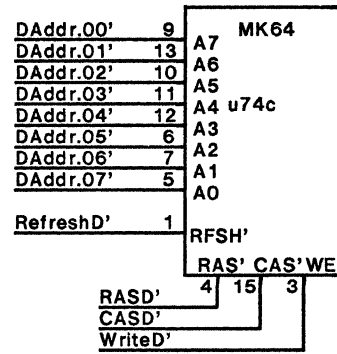 DAddr.00' 9 MK64
DAddr.01' 13 A7
DAddr.02' 10 A6
DAddr.03' 11 A5
DAddr.04' 12 A4 u74c
DAddr.05' 6 A3
DAddr.06' 7 A2
DAddr.07' 5 A1
A0
RefreshD' 1
RFSH'
RAS' CAS' WE
4 15 3
RASD'
CASD'
WriteD'